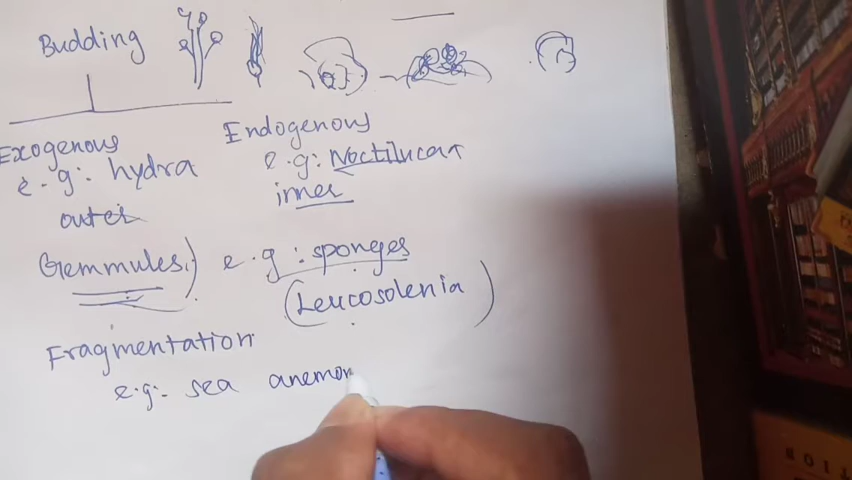 Budding
Exogenous
e.g:- hydra
outer
Endogenous
e.g: Noctiluca
inner
Gemmules) e.g: sponges
(Leucosolenia)
Fragmentation
e.g:- sea anemon